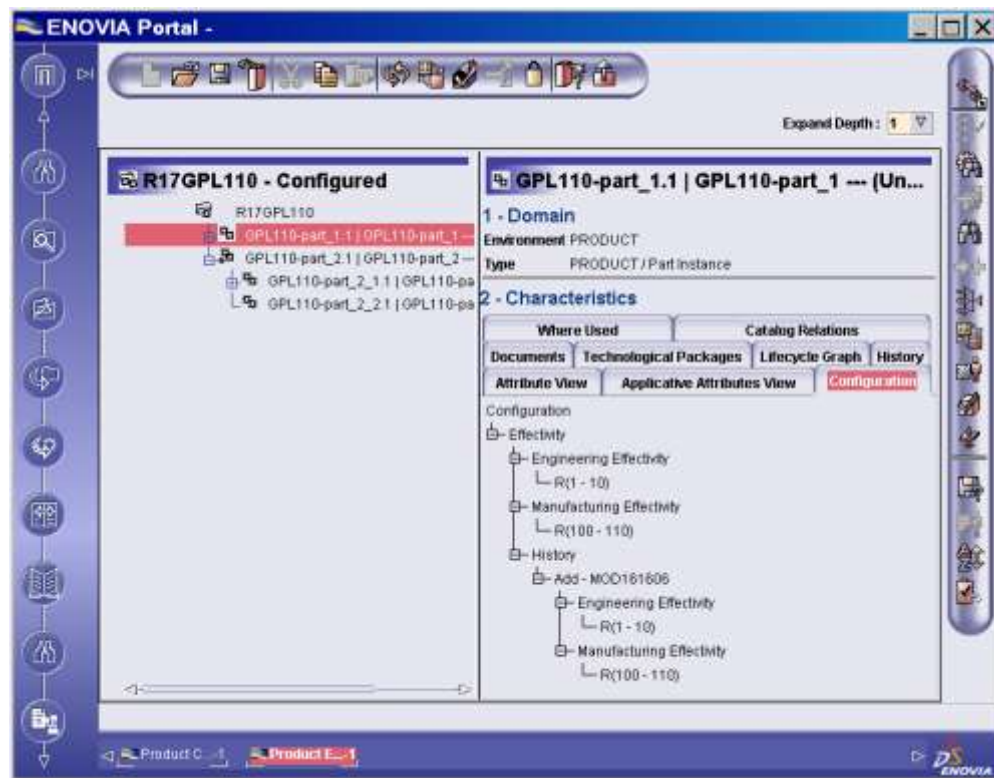 ENOVIA Portal -
Expand Depth : 1
R17GPL110 - Configured
R17GPL110
GPL110-part_1.1 | GPL110-part_1 ---
GPL110-part_2.1 | GPL110-part_2 ---
GPL110-part_2_1.1 | GPL110-pa
GPL110-part_2_2.1 | GPL110-pa
GPL110-part_1.1 | GPL110-part_1 --- (Un...
1 - Domain
Environment PRODUCT
Type PRODUCT / Part Instance
2 - Characteristics
Where Used Catalog Relations
Documents Technological Packages Lifecycle Graph History
Attribute View Applicative Attributes View Configuration
Configuration
Effectivity
Engineering Effectivity
R(1 - 10)
Manufacturing Effectivity
R(100 - 110)
History
Add - MOD161606
Engineering Effectivity
R(1 - 10)
Manufacturing Effectivity
R(100 - 110)
Product C...-1 Product E...-1
ENOVIA